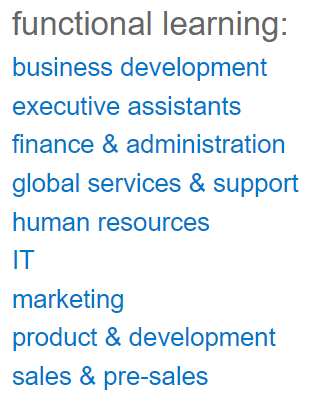 functional learning:
business development
executive assistants
finance & administration
global services & support
human resources
IT
marketing
product & development
sales & pre-sales